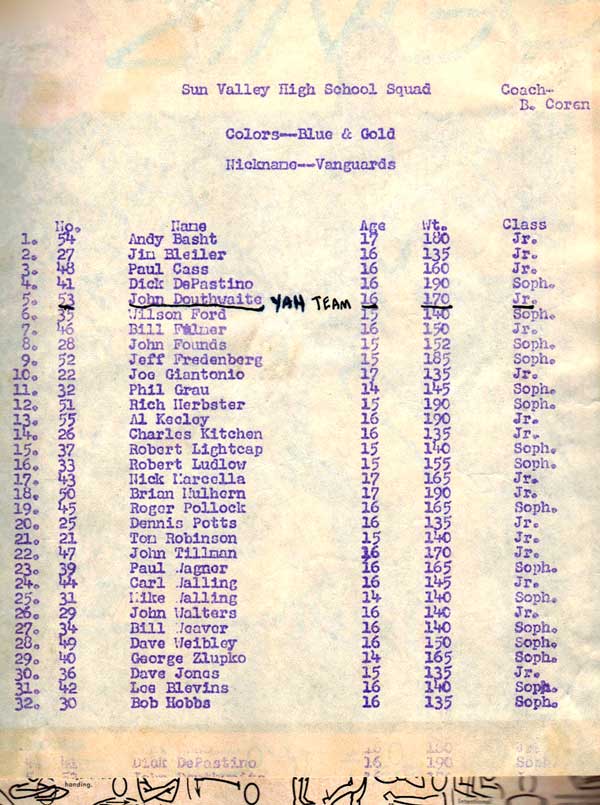 Sun Valley High School Squad Coach--
B. Coren
Colors--Blue & Gold
Nickname--Vanguards
No. Name Age Wt. Class
1. 54 Andy Basht 17 180 Jr.
2. 27 Jim Bleiler 16 135 Jr.
3. 48 Paul Cass 16 160 Jr.
4. 41 Dick DePastino 16 190 Soph.
5. 53 John Douthwaite YAH TEAM 16 170 Jr.
6. 35 Wilson Ford 15 140 Soph.
7. 46 Bill Fulmer 16 150 Jr.
8. 28 John Founds 15 152 Soph.
9. 52 Jeff Fredenberg 15 185 Soph.
10. 22 Joe Giantonio 17 135 Jr.
11. 32 Phil Grau 14 145 Soph.
12. 51 Rich Herbster 15 190 Soph.
13. 55 Al Keeley 16 190 Jr.
14. 26 Charles Kitchen 16 135 Jr.
15. 37 Robert Lightcap 15 140 Soph.
16. 33 Robert Ludlow 15 155 Soph.
17. 43 Nick Marcella 17 165 Jr.
18. 50 Brian Mulhern 17 190 Jr.
19. 45 Roger Pollock 16 165 Soph.
20. 25 Dennis Potts 16 135 Jr.
21. 21 Tom Robinson 15 140 Jr.
22. 47 John Tillman 16 170 Jr.
23. 39 Paul Wagner 16 165 Soph.
24. 44 Carl Walling 16 145 Jr.
25. 31 Mike Walling 14 140 Soph.
26. 29 John Walters 16 140 Jr.
27. 34 Bill Weaver 16 140 Soph.
28. 49 Dave Weibley 16 150 Soph.
29. 40 George Zlupko 14 165 Soph.
30. 36 Dave Jones 15 135 Jr.
31. 42 Lee Blevins 16 140 Soph.
32. 30 Bob Hobbs 16 135 Soph.
16 180 Jr.
4. 41 Dick DePastino 16 190 Soph.
53 John Douthwaite
handing.